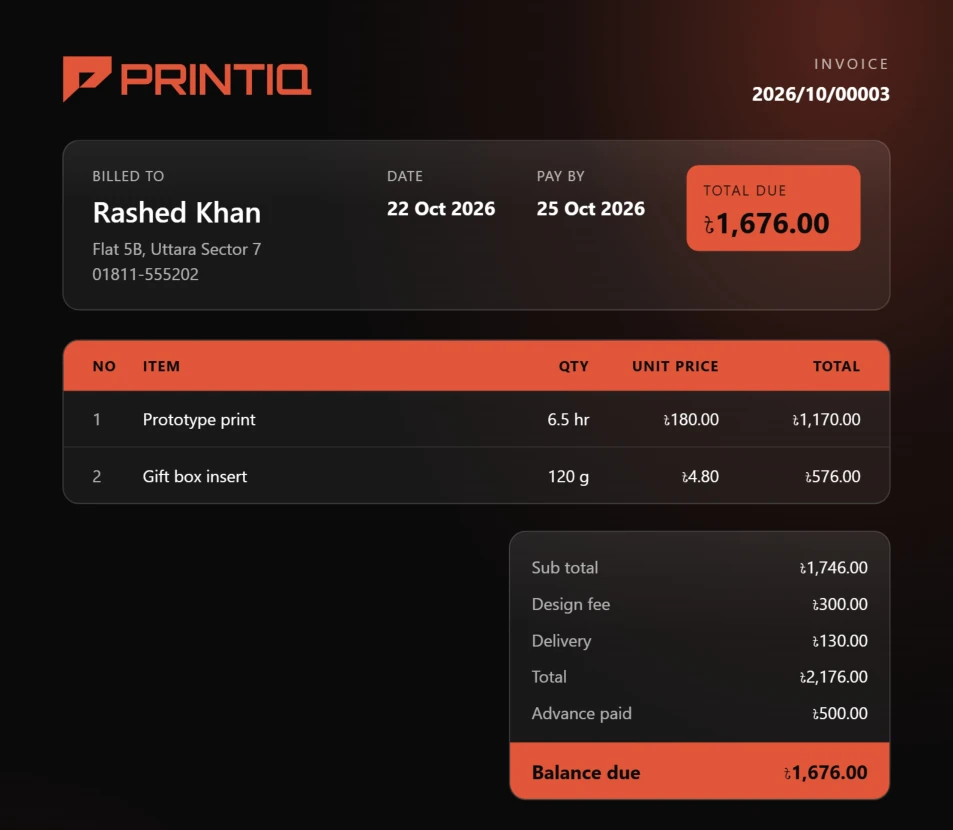 PRINTIQ
INVOICE
2026/10/00003
BILLED TO
Rashed Khan
Flat 5B, Uttara Sector 7
01811-555202
DATE
22 Oct 2026
PAY BY
25 Oct 2026
TOTAL DUE
৳1,676.00
NO ITEM QTY UNIT PRICE TOTAL
1 Prototype print 6.5 hr ৳180.00 ৳1,170.00
2 Gift box insert 120 g ৳4.80 ৳576.00
Sub total ৳1,746.00
Design fee ৳300.00
Delivery ৳130.00
Total ৳2,176.00
Advance paid ৳500.00
Balance due ৳1,676.00